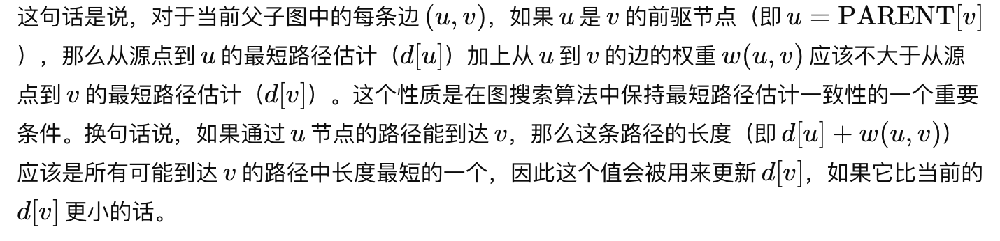 这句话是说，对于当前父子图中的每条边 (u, v)，如果 u 是 v 的前驱节点（即 u = PARENT[v]
），那么从源点到 u 的最短路径估计（d[u]）加上从 u 到 v 的边的权重 w(u, v) 应该不大于从源
点到 v 的最短路径估计（d[v]）。这个性质是在图搜索算法中保持最短路径估计一致性的一个重要
条件。换句话说，如果通过 u 节点的路径能到达 v，那么这条路径的长度（即 d[u] + w(u, v)）
应该是所有可能到达 v 的路径中长度最短的一个，因此这个值会被用来更新 d[v]，如果它比当前的
d[v] 更小的话。